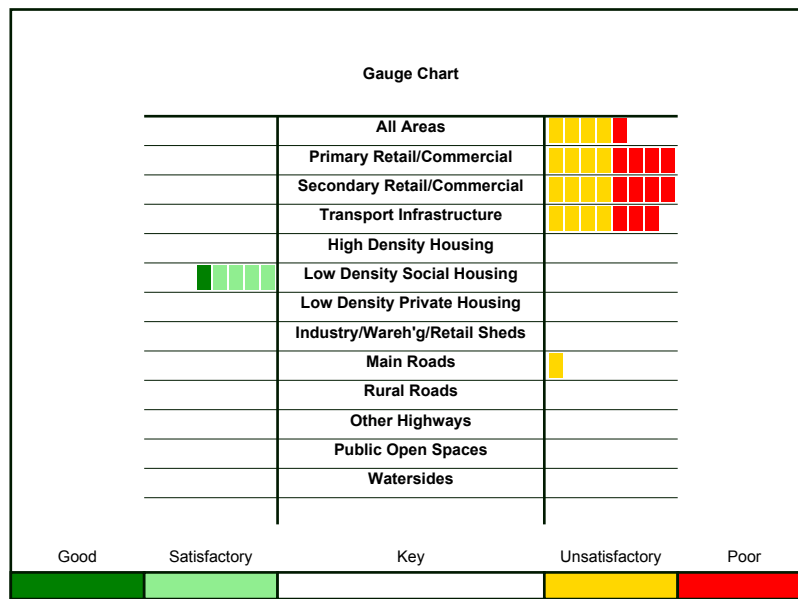 Gauge Chart
All Areas
Primary Retail/Commercial
Secondary Retail/Commercial
Transport Infrastructure
High Density Housing
Low Density Social Housing
Low Density Private Housing
Industry/Wareh'g/Retail Sheds
Main Roads
Rural Roads
Other Highways
Public Open Spaces
Watersides
Good Satisfactory Key Unsatisfactory Poor